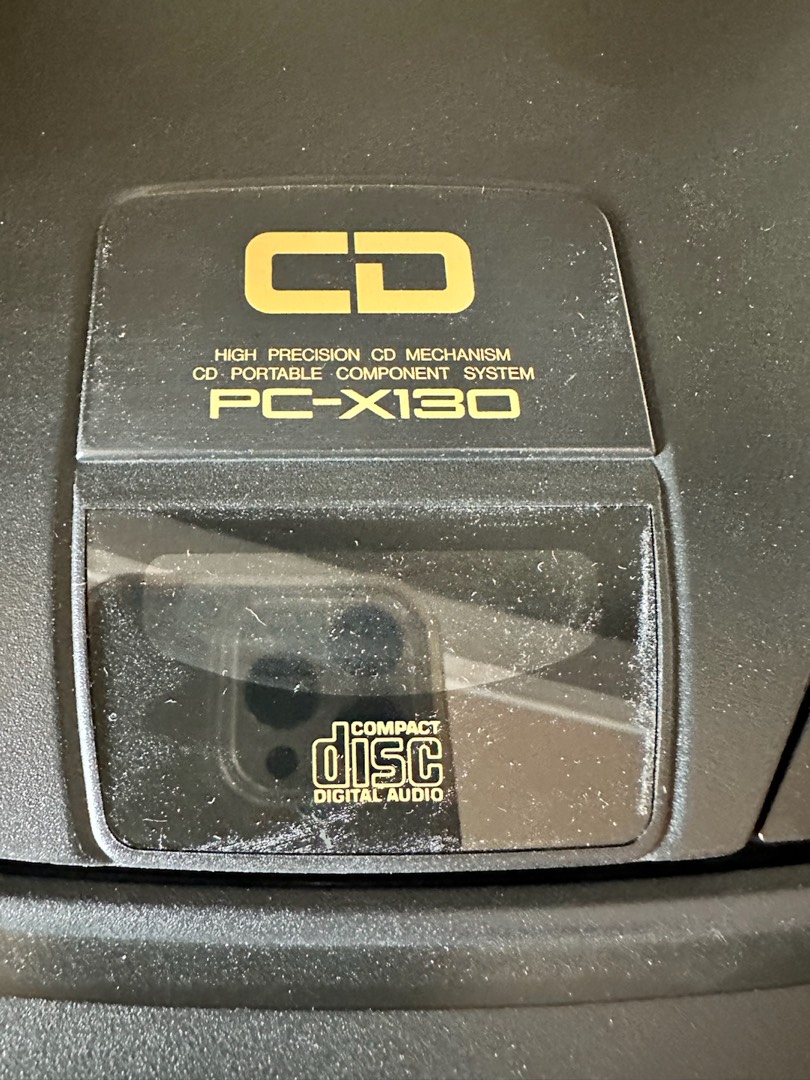 CD
HIGH PRECISION CD MECHANISM
CD PORTABLE COMPONENT SYSTEM
PC-X130
COMPACT
disc
DIGITAL AUDIO